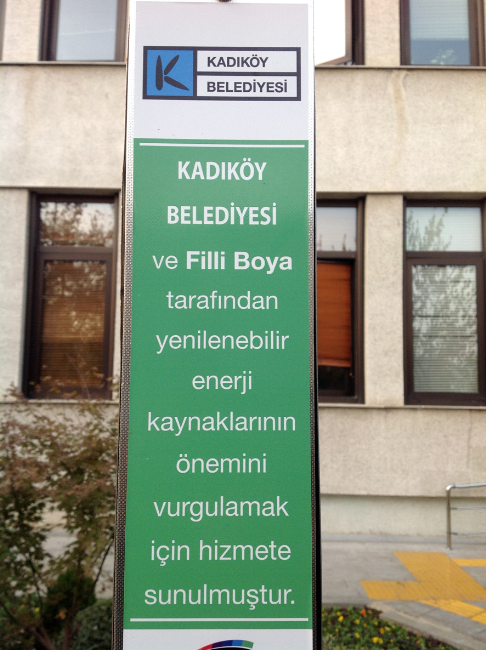 KADIKÖY
BELEDİYESİ
KADIKÖY
BELEDİYESİ
ve Filli Boya
tarafından
yenilenebilir
enerji
kaynaklarının
önemini
vurgulamak
için hizmete
sunulmuştur.